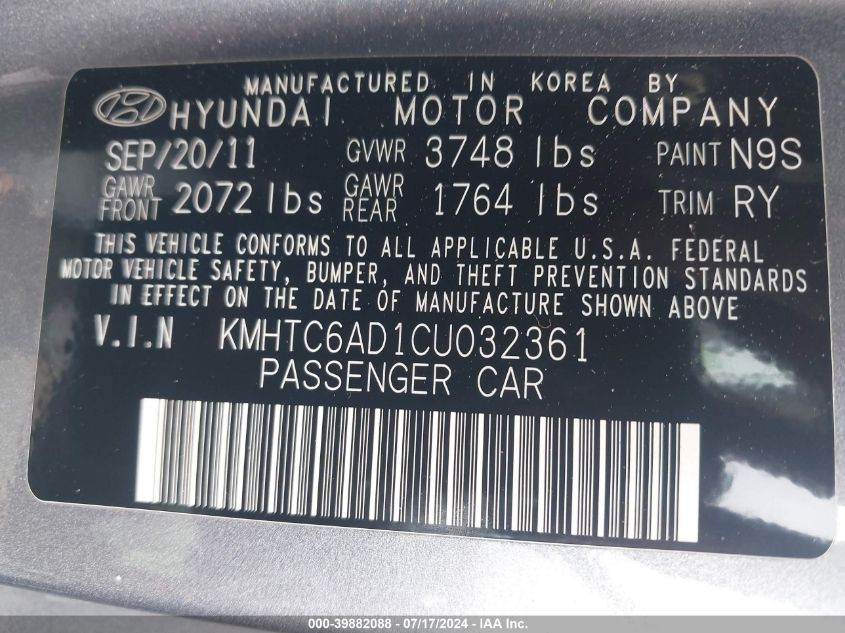 MANUFACTURED IN KOREA BY
HYUNDAI MOTOR COMPANY
SEP/20/11 GVWR 3748 lbs PAINT N9S
GAWR FRONT 2072 lbs GAWR REAR 1764 lbs TRIM RY
THIS VEHICLE CONFORMS TO ALL APPLICABLE U.S.A. FEDERAL
MOTOR VEHICLE SAFETY, BUMPER, AND THEFT PREVENTION STANDARDS
IN EFFECT ON THE DATE OF MANUFACTURE SHOWN ABOVE
V.I.N KMHTC6AD1CU032361
PASSENGER CAR
000-39882088 - 07/17/2024 - IAA Inc.